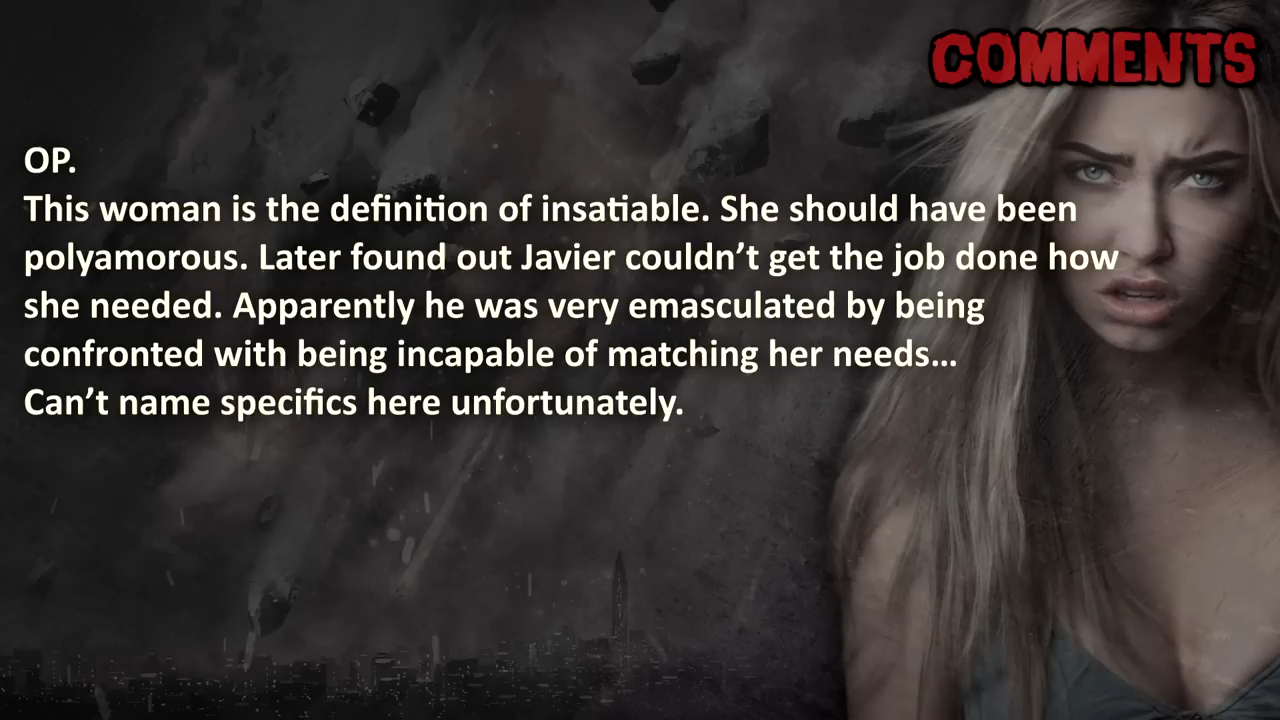 COMMENTS
OP.
This woman is the definition of insatiable. She should have been
polyamorous. Later found out Javier couldn’t get the job done how
she needed. Apparently he was very emasculated by being
confronted with being incapable of matching her needs…
Can’t name specifics here unfortunately.